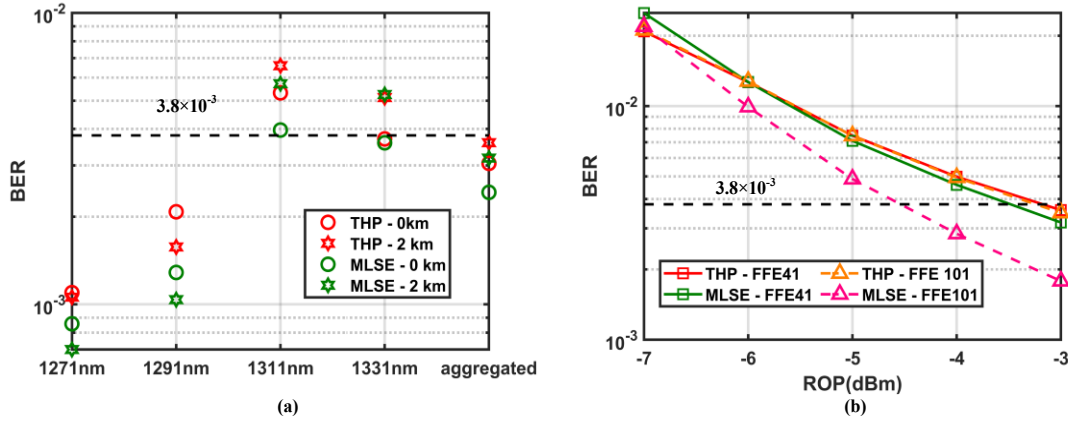 10⁻²
3.8×10⁻³
BER
10⁻³
THP - 0km
THP - 2 km
MLSE - 0 km
MLSE - 2 km
1271nm 1291nm 1311nm 1331nm aggregated
(a)
10⁻²
BER
3.8×10⁻³
THP - FFE41 THP - FFE 101
MLSE - FFE41 MLSE - FFE101
10⁻³
-7 -6 -5 -4 -3
ROP(dBm)
(b)